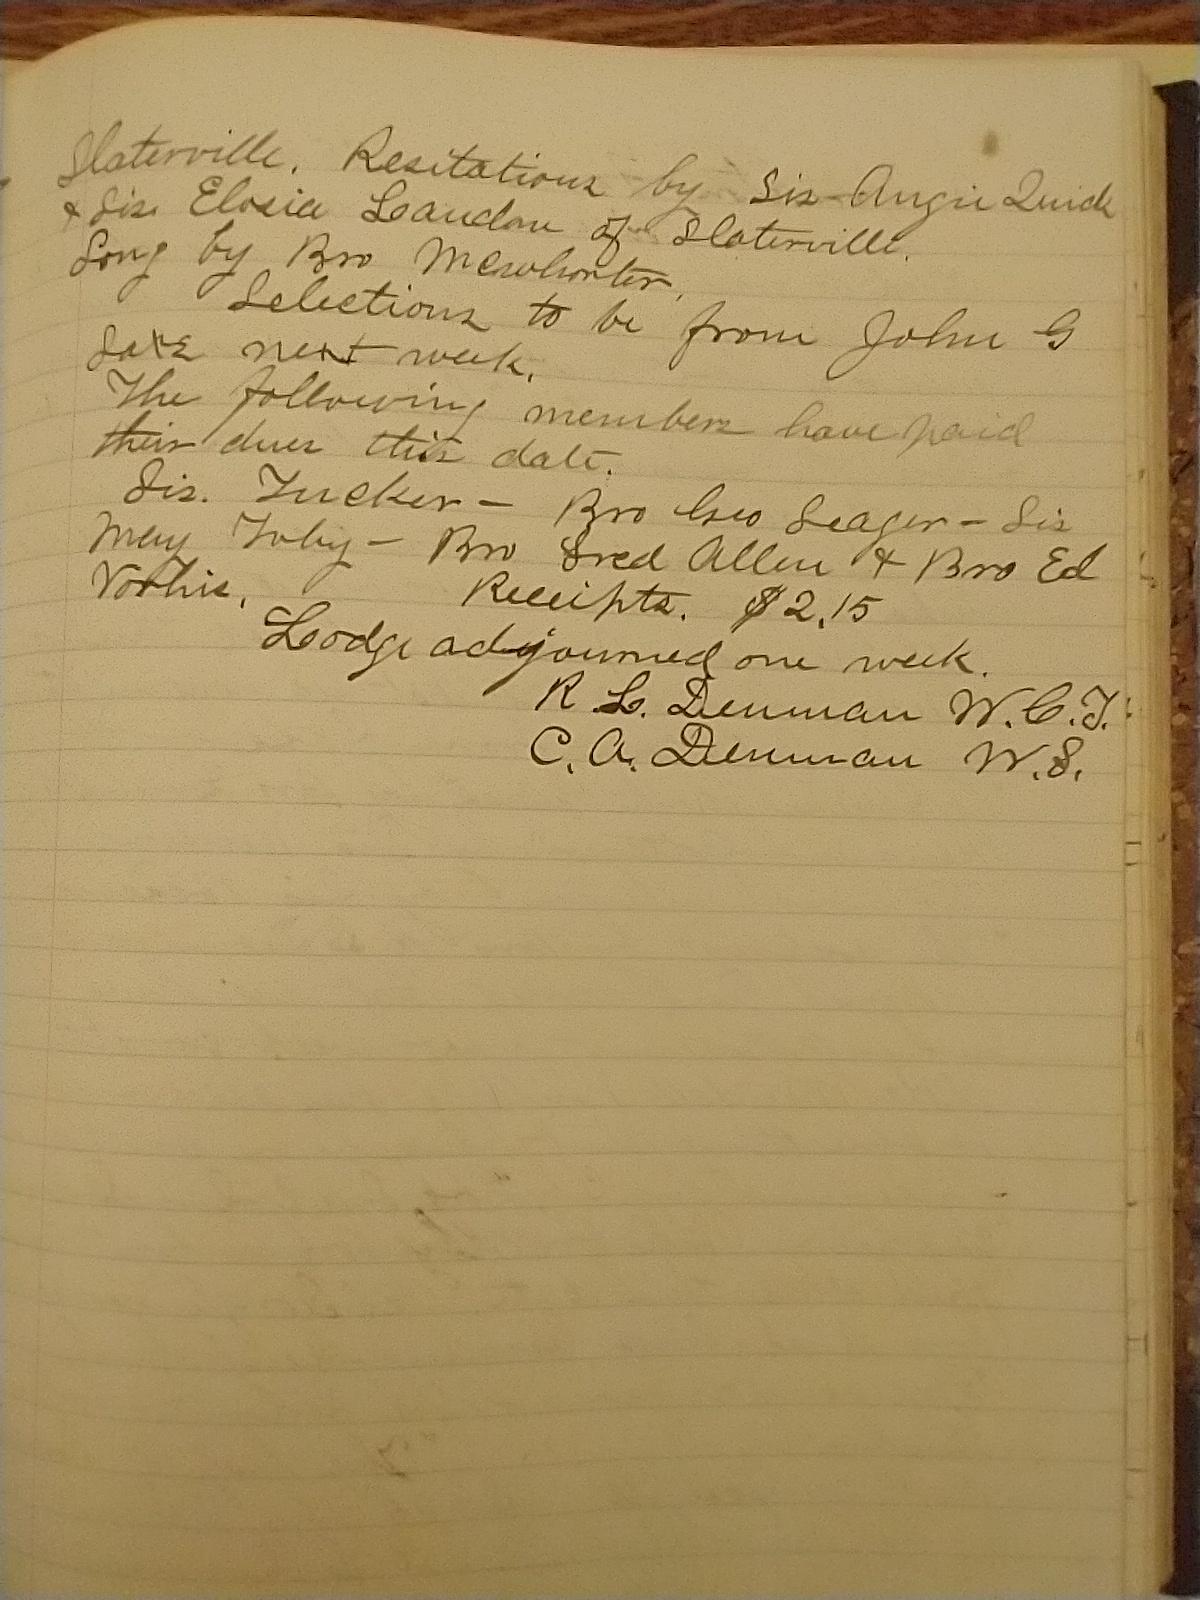 Slaterville. Resitations by Sis Angie Quick
& Sis. Elosia Landon of Slaterville.
Song by Bro Mcwhorter.
Selections to be from John G
Saxe next week.
The following members have paid
their dues this date.
Sis. Tucker - Bro Geo Seager - Sis
May Toby - Bro Fred Allen & Bro Ed
Vorhis. Receipts. $2.15
Lodge adjourned one week.
R. L. Denman W.C.T.
C. A. Denman W.S.